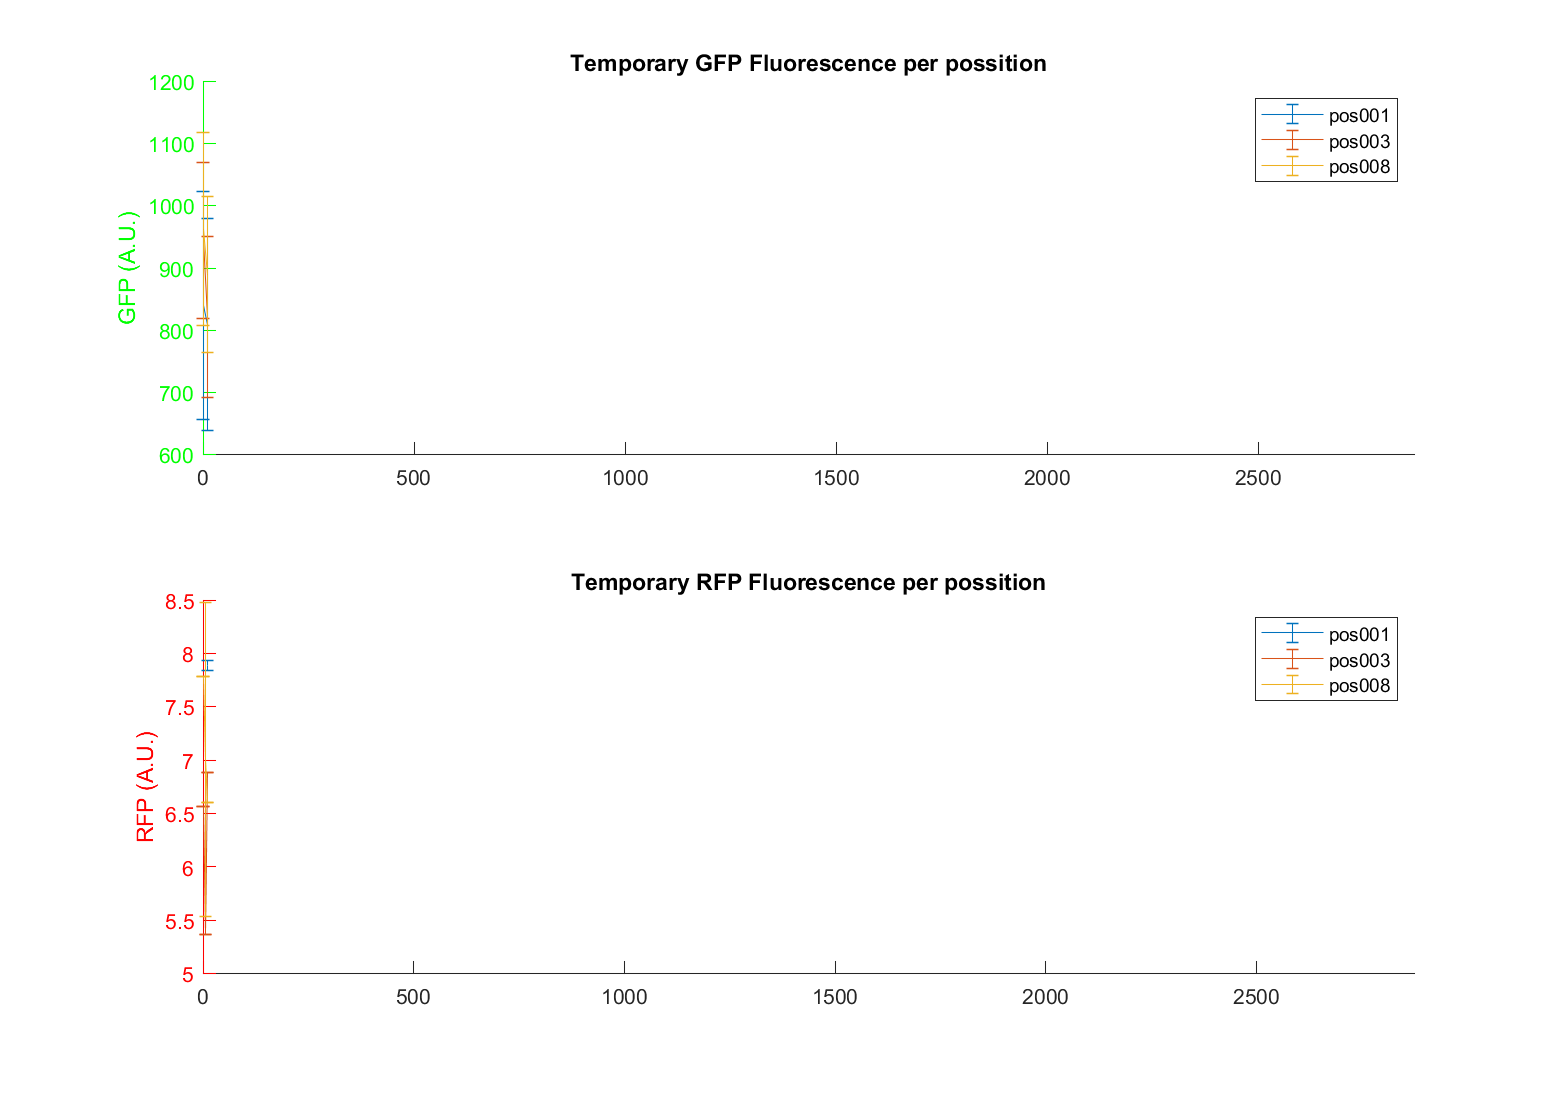 Temporary GFP Fluorescence per possition
1200
1100
1000
900
800
700
600
GFP (A.U.)
pos001
pos003
pos008
0 500 1000 1500 2000 2500
Temporary RFP Fluorescence per possition
8.5
8
7.5
7
6.5
6
5.5
5
RFP (A.U.)
pos001
pos003
pos008
0 500 1000 1500 2000 2500